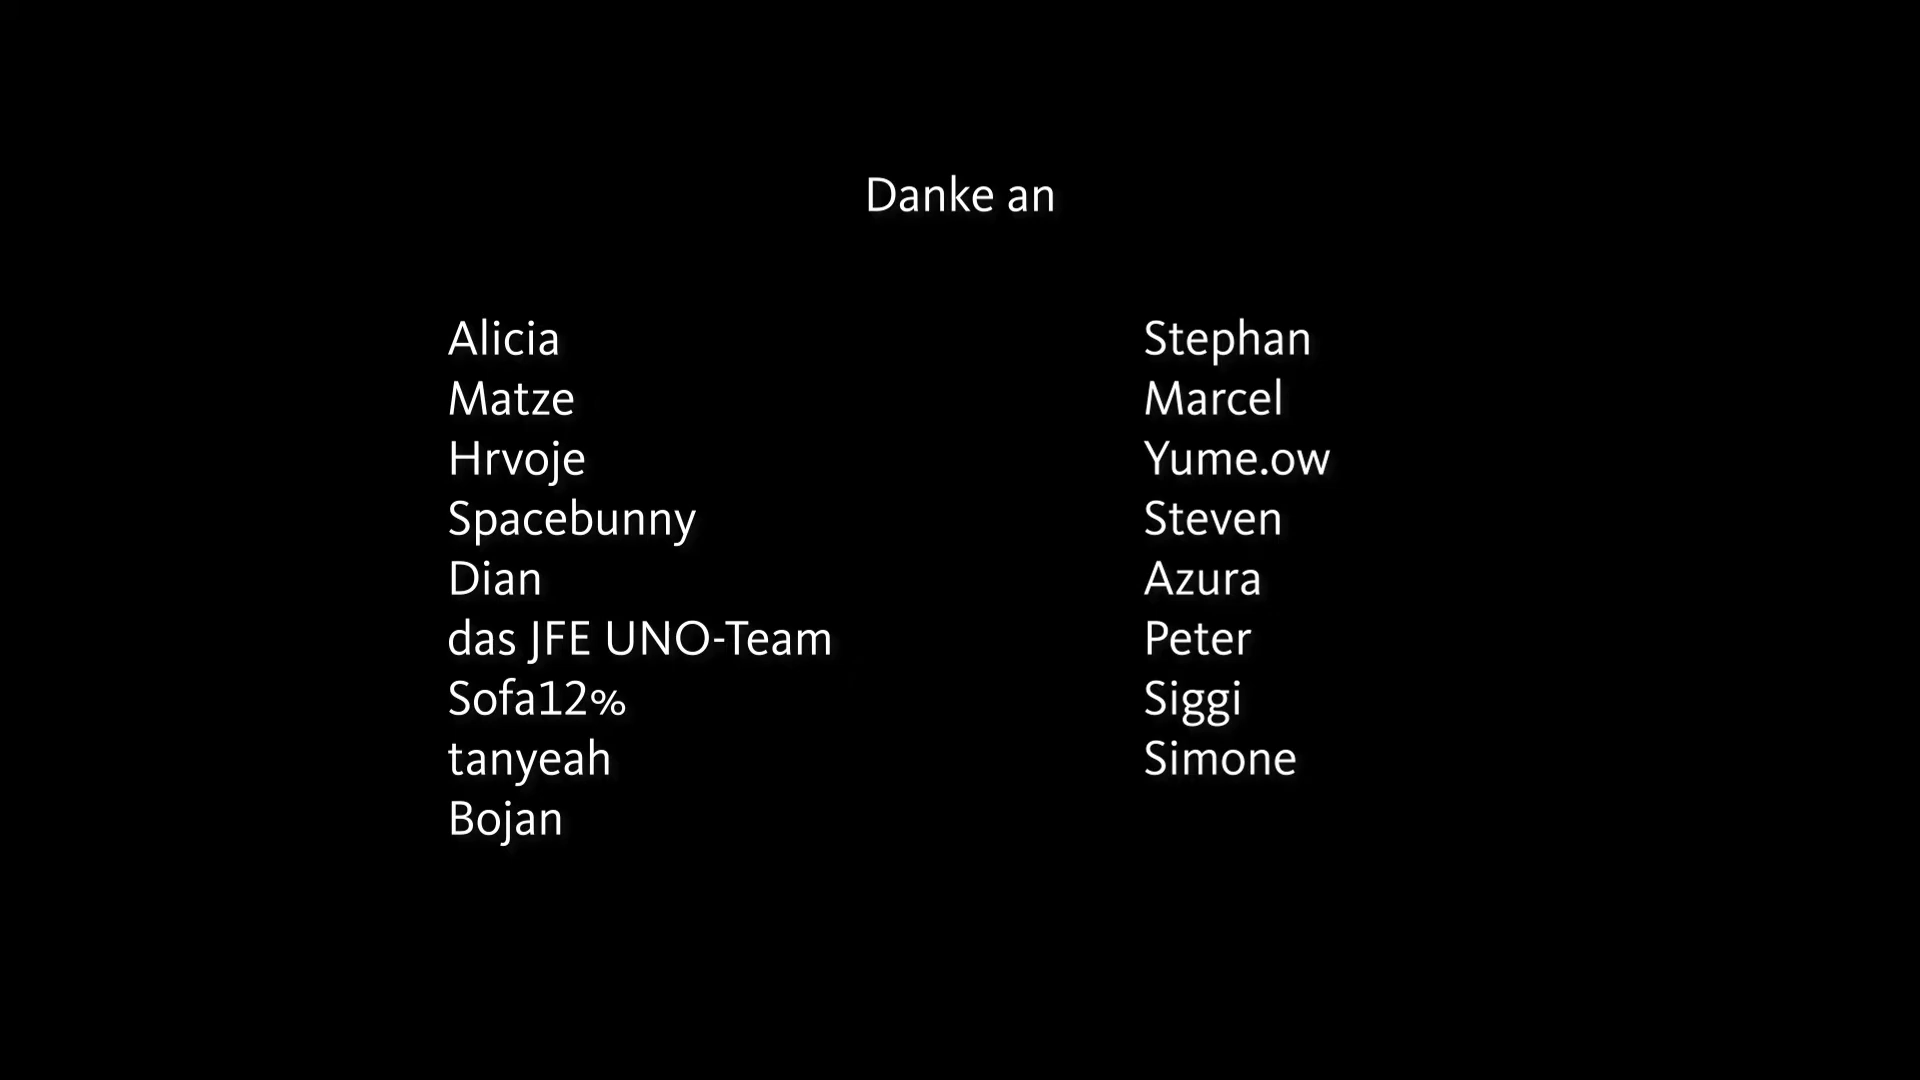 Danke an
Alicia
Matze
Hrvoje
Spacebunny
Dian
das JFE UNO-Team
Sofa12%
tanyeah
Bojan
Stephan
Marcel
Yume.ow
Steven
Azura
Peter
Siggi
Simone